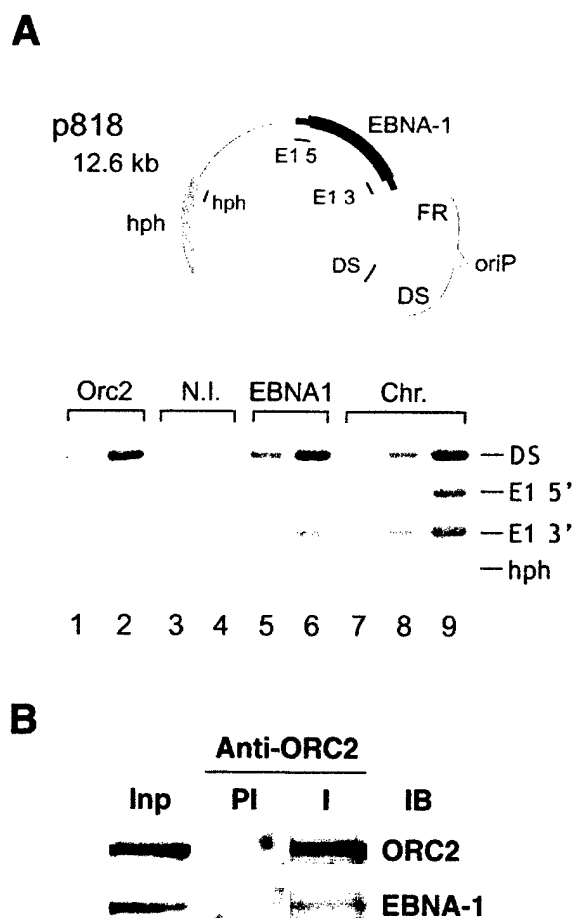 A
p818
12.6 kb
EBNA-1
E1 5
E1 3
hph
hph
FR
DS
DS
oriP
Orc2 N.I. EBNA1 Chr.
DS
E1 5'
E1 3'
hph
1 2 3 4 5 6 7 8 9
B
Anti-ORC2
Inp PI I IB
ORC2
EBNA-1